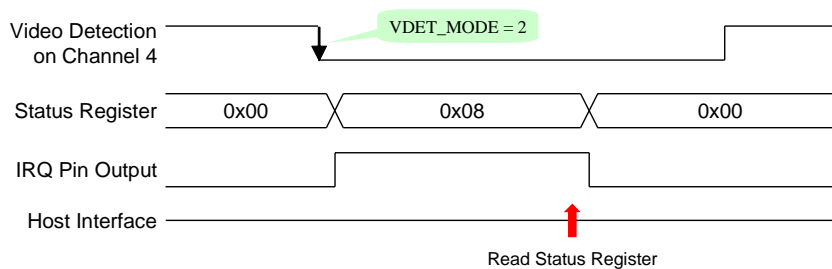 Video Detection
on Channel 4
VDET_MODE = 2
Status Register
0x00
0x08
0x00
IRQ Pin Output
Host Interface
Read Status Register